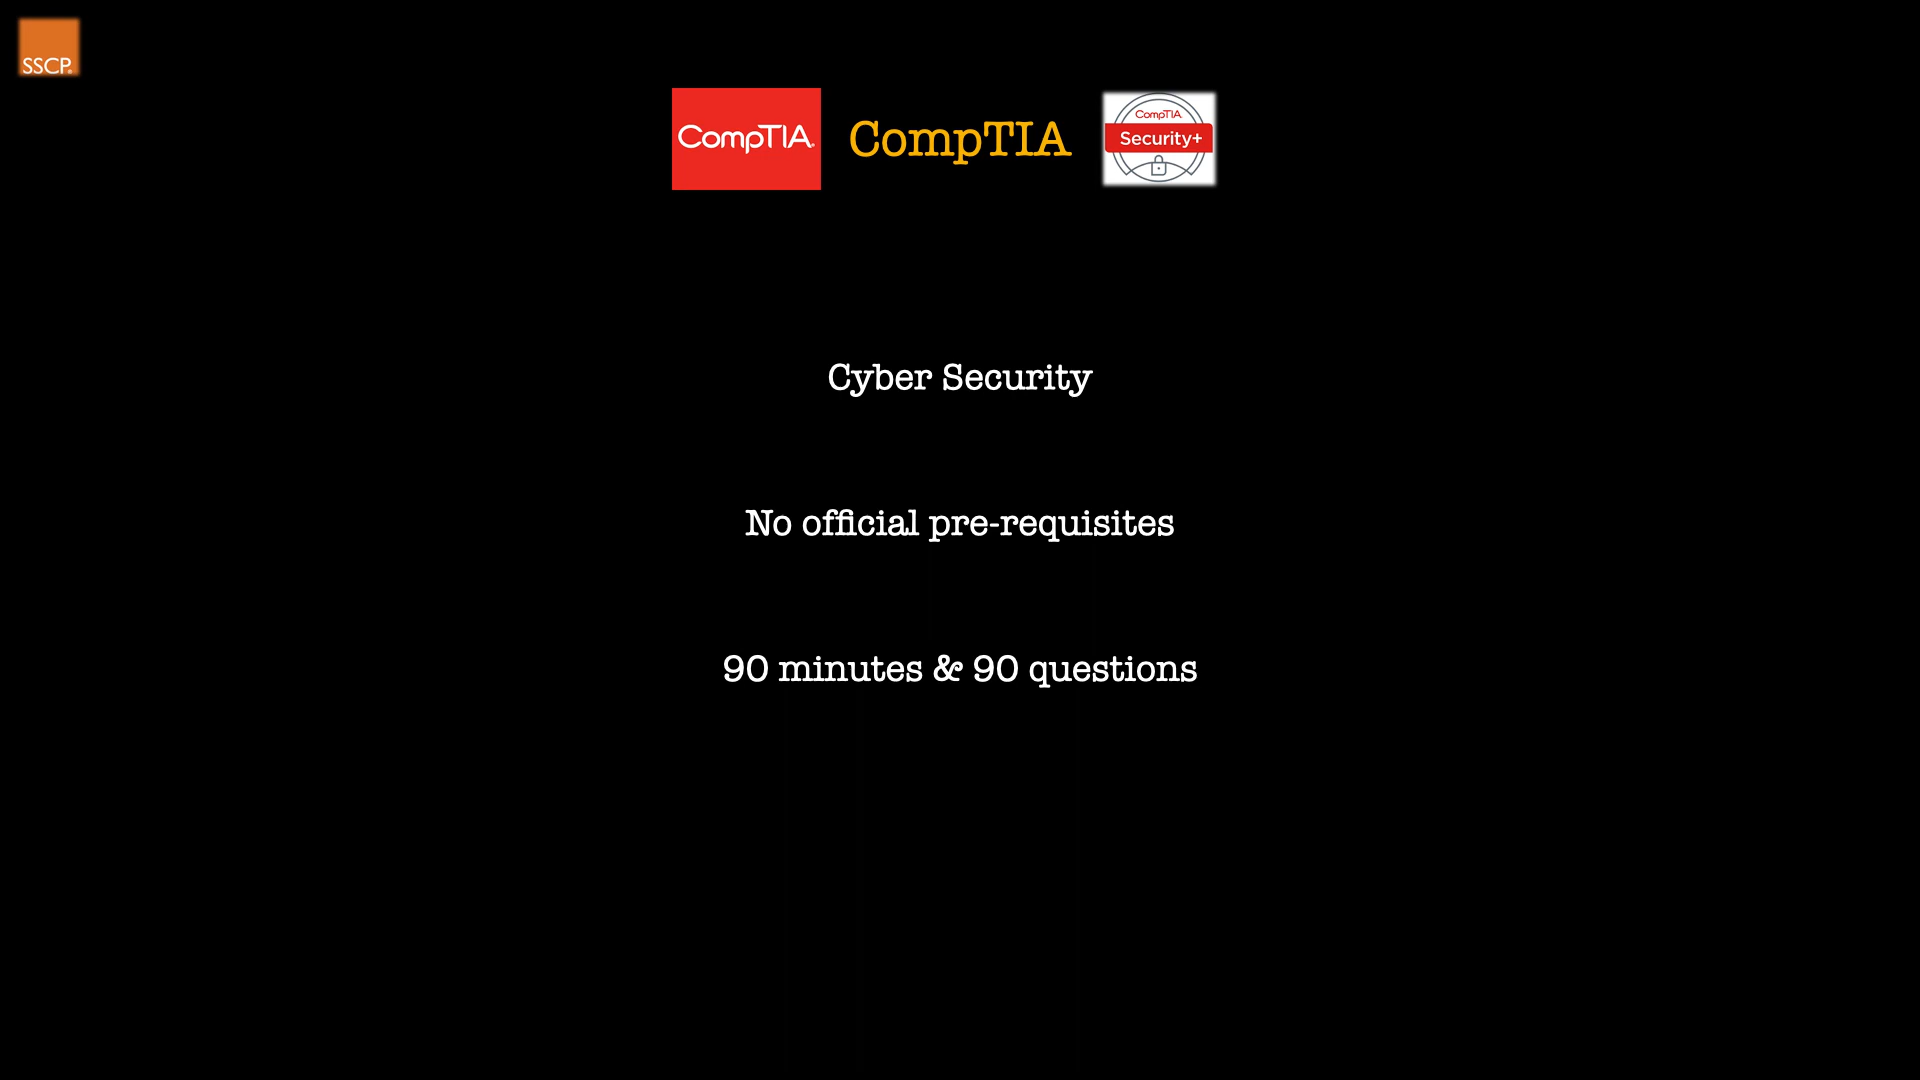 SSCP®
CompTIA® CompTIA CompTIA
Security+
Cyber Security
No official pre-requisites
90 minutes & 90 questions